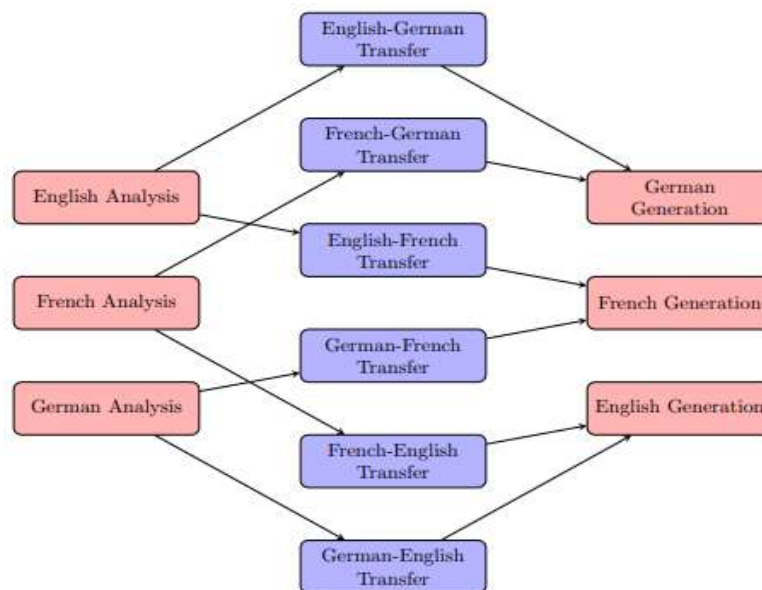 English-German
Transfer
French-German
Transfer
English Analysis
German
Generation
English-French
Transfer
French Analysis
French Generation
German-French
Transfer
German Analysis
English Generation
French-English
Transfer
German-English
Transfer